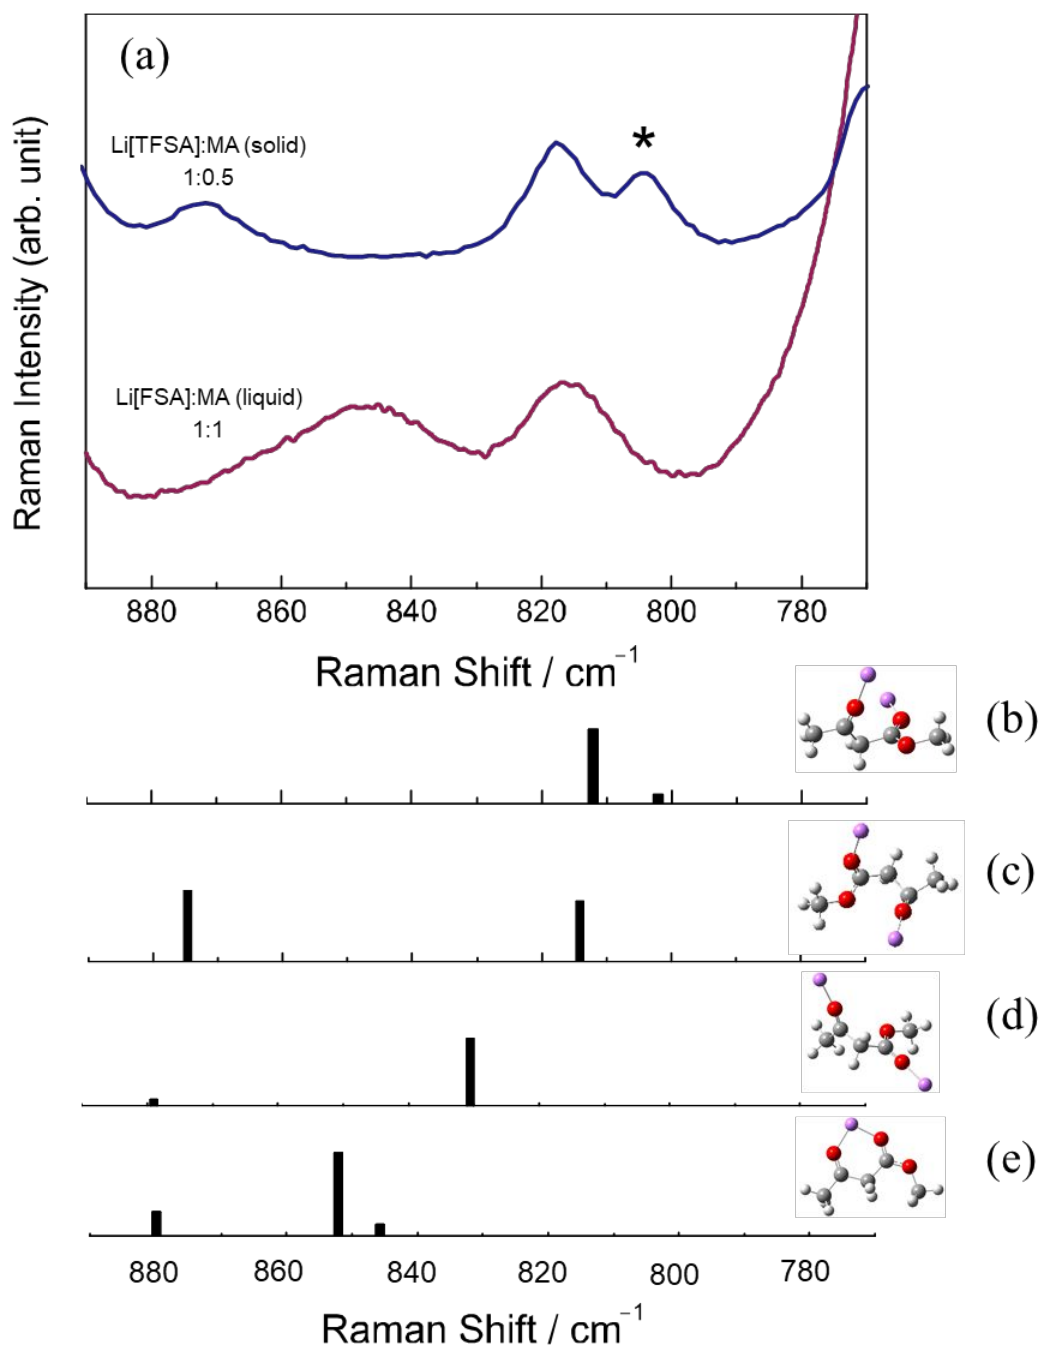 (a)
Raman Intensity (arb. unit)
Li[TFSA]:MA (solid)
1:0.5
*
Li[FSA]:MA (liquid)
1:1
880 860 840 820 800 780
Raman Shift / cm⁻¹
(b)
(c)
(d)
(e)
880 860 840 820 800 780
Raman Shift / cm⁻¹